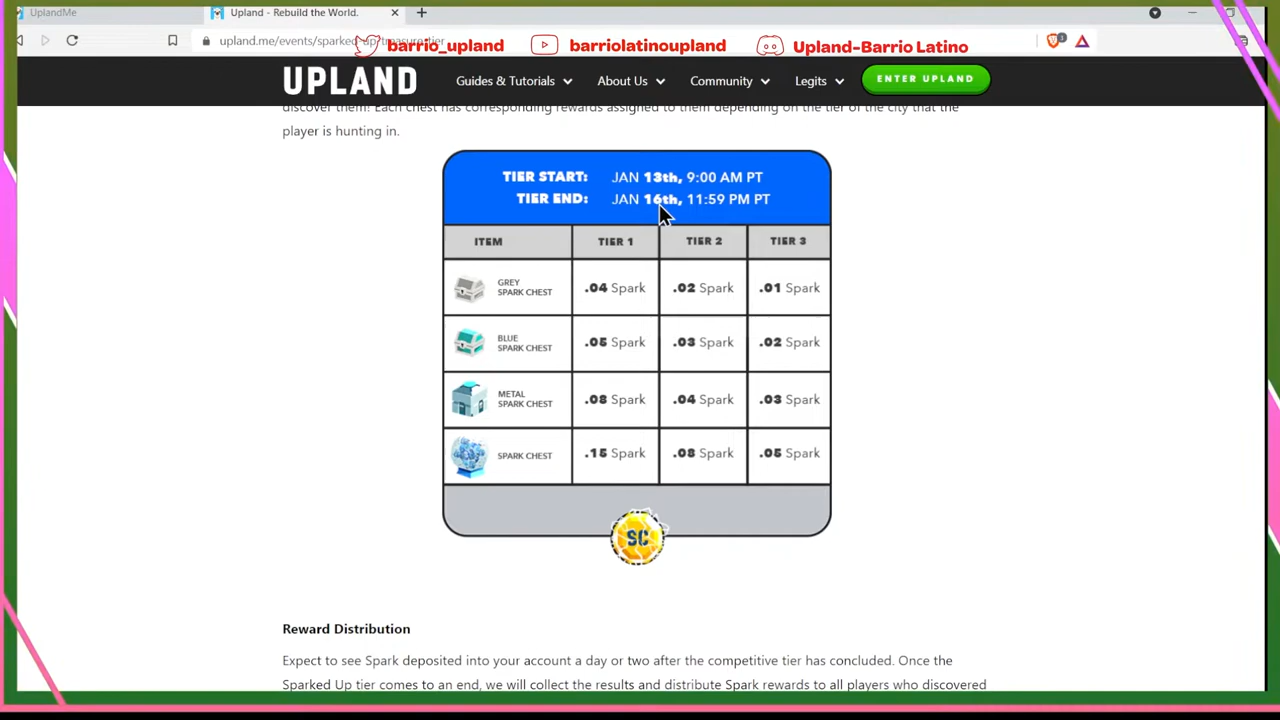 UplandMe
Upland - Rebuild the World.
upland.me/events/sparked-up/treasure-tier
barrio_upland
barriolatinoupland
Upland-Barrio Latino
UPLAND
Guides & Tutorials
About Us
Community
Legits
ENTER UPLAND
discover them! Each chest has corresponding rewards assigned to them depending on the tier of the city that the
player is hunting in.
TIER START: JAN 13th, 9:00 AM PT
TIER END: JAN 16th, 11:59 PM PT
ITEM TIER 1 TIER 2 TIER 3
GREY
SPARK CHEST
.04 Spark .02 Spark .01 Spark
BLUE
SPARK CHEST
.05 Spark .03 Spark .02 Spark
METAL
SPARK CHEST
.08 Spark .04 Spark .03 Spark
SPARK CHEST
.15 Spark .08 Spark .05 Spark
SC
Reward Distribution
Expect to see Spark deposited into your account a day or two after the competitive tier has concluded. Once the
Sparked Up tier comes to an end, we will collect the results and distribute Spark rewards to all players who discovered